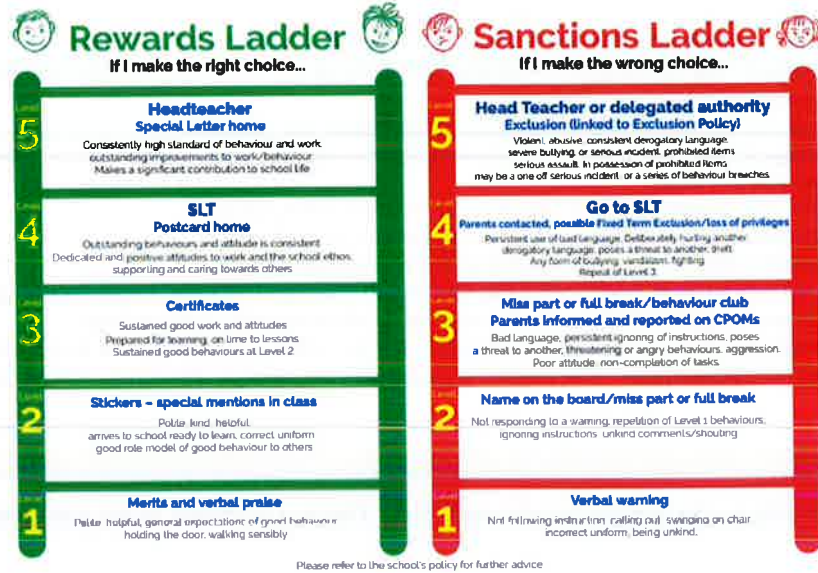 Rewards Ladder
If I make the right choice...
Level
5
Headteacher
Special Letter home
Consistently high standard of behaviour and work
outstanding improvements to work/behaviour
Makes a significant contribution to school life
Level
4
SLT
Postcard home
Outstanding behaviours and attitude is consistent
Dedicated and positive attitudes to work and the school ethos,
supporting and caring towards others
Level
3
Certificates
Sustained good work and attitudes
Prepared for learning, on time to lessons
Sustained good behaviours at Level 2
Level
2
Stickers – special mentions in class
Polite, kind, helpful,
arrives to school ready to learn, correct uniform
good role model of good behaviour to others
Level
1
Merits and verbal praise
Polite, helpful, general expectations of good behaviour
holding the door, walking sensibly
Sanctions Ladder
If I make the wrong choice...
Level
5
Head Teacher or delegated authority
Exclusion (linked to Exclusion Policy)
Violent, abusive, consistent derogatory language,
severe bullying, or serious incident, prohibited items
serious assault. In possession of prohibited items
may be a one off serious incident, or a series of behaviour breaches
Level
4
Go to SLT
Parents contacted, possible Fixed Term Exclusion/loss of privileges
Persistent use of bad language, Deliberately hurting another
derogatory language, poses a threat to another, theft
Any form of bullying, vandalism, fighting
Repeat of Level 3.
Level
3
Miss part or full break/behaviour club
Parents informed and reported on CPOMs
Bad language, persistent ignoring of instructions, poses
a threat to another, threatening or angry behaviours, aggression.
Poor attitude, non-completion of tasks.
Level
2
Name on the board/miss part or full break
Not responding to a warning, repetition of Level 1 behaviours,
ignoring instructions, unkind comments/shouting
Level
1
Verbal warning
Not following instruction, calling out, swinging on chair,
incorrect uniform, being unkind.
Please refer to the school's policy for further advice